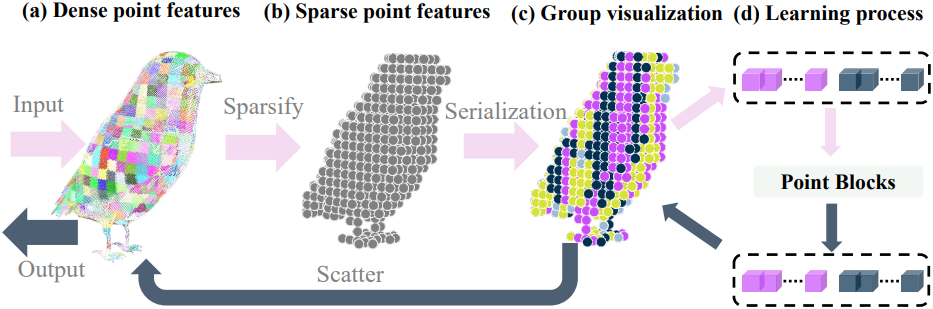 (a) Dense point features
(b) Sparse point features
(c) Group visualization
(d) Learning process
Input
Sparsify
Serialization
Point Blocks
Output
Scatter